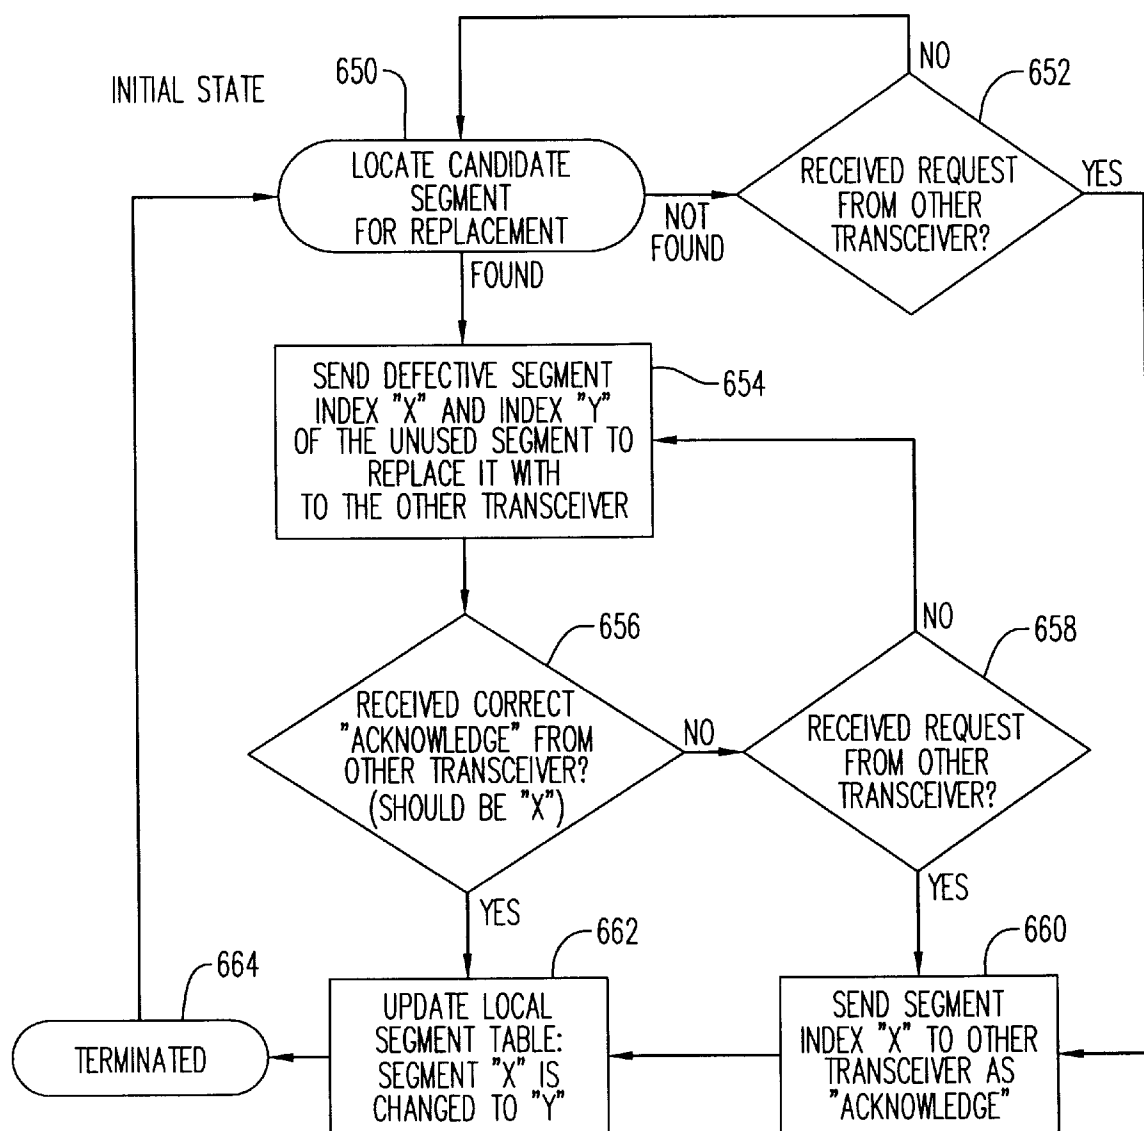 INITIAL STATE
650
LOCATE CANDIDATE
SEGMENT
FOR REPLACEMENT
NOT
FOUND
FOUND
NO
652
RECEIVED REQUEST
FROM OTHER
TRANSCEIVER?
YES
SEND DEFECTIVE SEGMENT
INDEX "X" AND INDEX "Y"
OF THE UNUSED SEGMENT TO
REPLACE IT WITH
TO THE OTHER TRANSCEIVER
654
656
RECEIVED CORRECT
"ACKNOWLEDGE" FROM
OTHER TRANSCEIVER?
(SHOULD BE "X")
NO
YES
NO
658
RECEIVED REQUEST
FROM OTHER
TRANSCEIVER?
YES
660
SEND SEGMENT
INDEX "X" TO OTHER
TRANSCEIVER AS
"ACKNOWLEDGE"
662
UPDATE LOCAL
SEGMENT TABLE:
SEGMENT "X" IS
CHANGED TO "Y"
664
TERMINATED